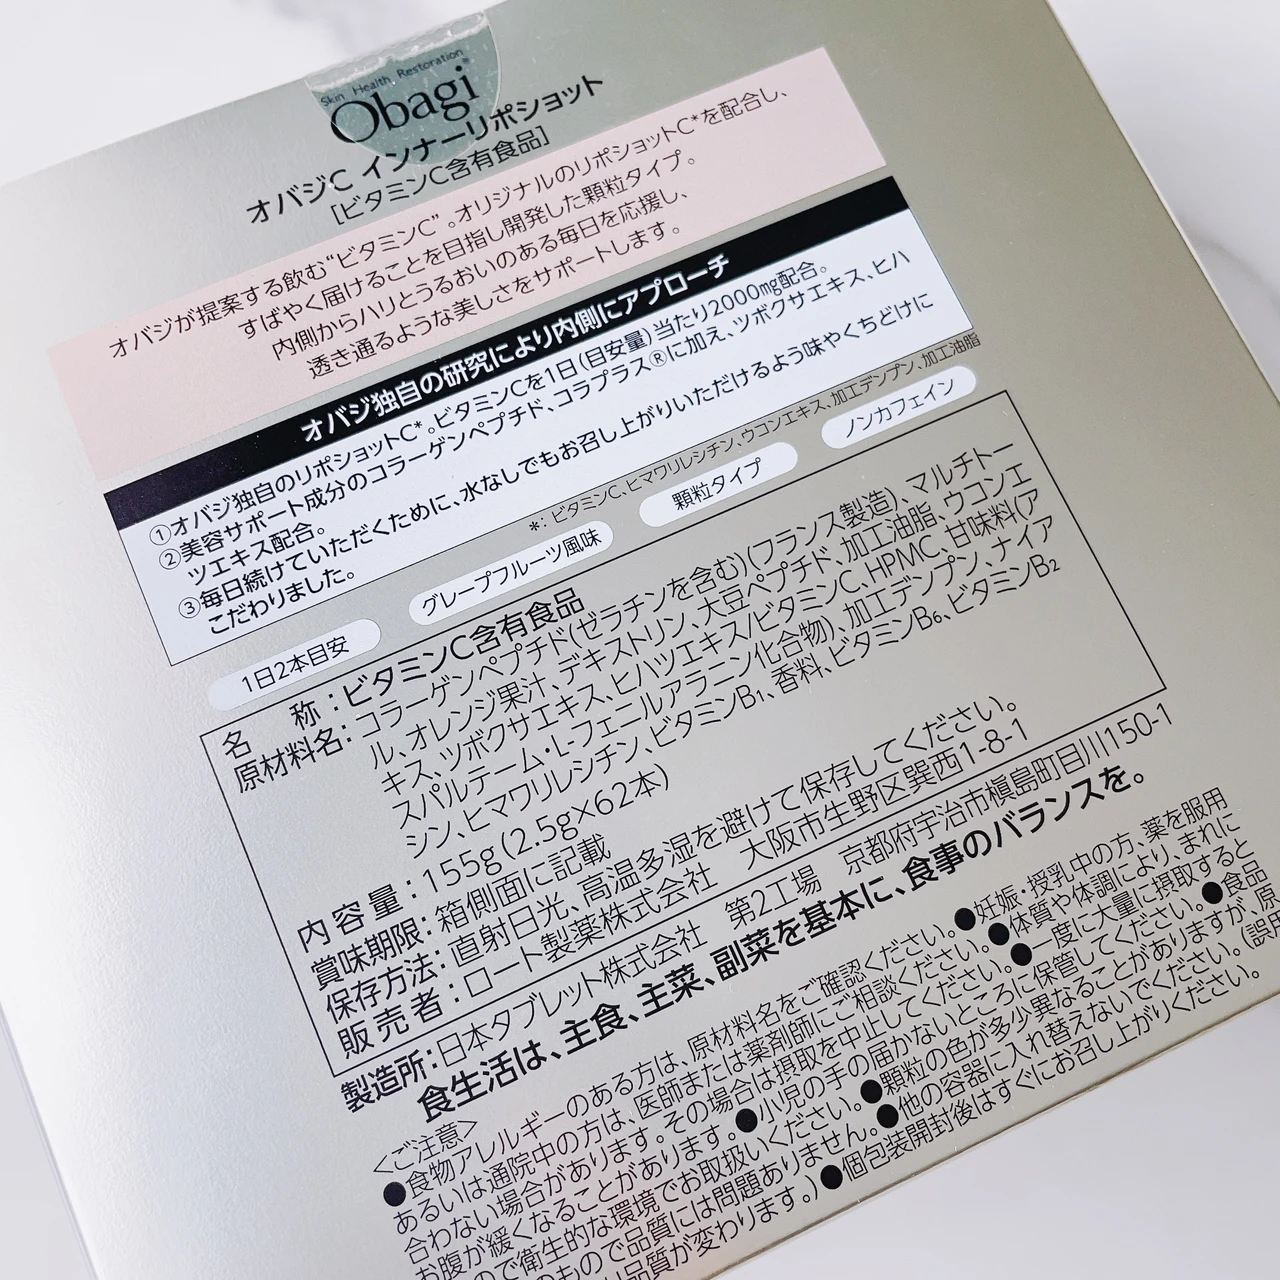 Skin Health Restoration
Obagi
オバジC インナーリポショット
[ビタミンC含有食品]
オバジが提案する飲む“ビタミンC”。オリジナルのリポショットC*を配合し、
すばやく届けることを目指し開発した顆粒タイプ。
内側からハリとうるおいのある毎日を応援し、
透き通るような美しさをサポートします。
オバジ独自の研究により内側にアプローチ
①オバジ独自のリポショットC*。ビタミンCを1日(目安量)当たり2000mg配合。
②美容サポート成分のコラーゲンペプチド、コラプラス®に加え、ツボクサエキス、ヒハ
ツエキス配合。
③毎日続けていただくために、水なしでもお召し上がりいただけるよう味やくちどけに
こだわりました。
*: ビタミンC、ヒマワリレシチン、ウコンエキス、加工デンプン、加工油脂
1日2本目安 グレープフルーツ風味 顆粒タイプ ノンカフェイン
名 称:ビタミンC含有食品
原材料名:コラーゲンペプチド(ゼラチンを含む)(フランス製造)、マルチトー
ル、オレンジ果汁、デキストリン、大豆ペプチド、加工油脂、ウコンエ
キス、ツボクサエキス、ヒハツエキス/ビタミンC、HPMC、甘味料(ア
スパルテーム・L-フェニルアラニン化合物)、加工デンプン、ナイア
シン、ヒマワリレシチン、ビタミンB1、香料、ビタミンB6、ビタミンB2
内容量:155g(2.5g×62本)
賞味期限:箱側面に記載
保存方法:直射日光、高温多湿を避けて保存してください。
販売者:ロート製薬株式会社 大阪市生野区巽西1-8-1
製造所:日本タブレット株式会社 第2工場 京都府宇治市槇島町目川150-1
食生活は、主食、主菜、副菜を基本に、食事のバランスを。
<ご注意>
●食物アレルギーのある方は、原材料名をご確認ください。●妊娠・授乳中の方、薬を服用
あるいは通院中の方は、医師または薬剤師にご相談ください。●体質や体調により、まれに
合わない場合があります。その場合は摂取を中止してください。●一度に大量に摂取すると
お腹が緩くなることがあります。●小児の手の届かないところに保管してください。●食品
ので衛生的な環境でお取扱いください。●顆粒の色が多少異なることがありますが、原
のもので品質には問題ありません。●他の容器に入れ替えないでください。(誤用
い品質が変わります。)●個包装開封後はすぐにお召し上がりください。